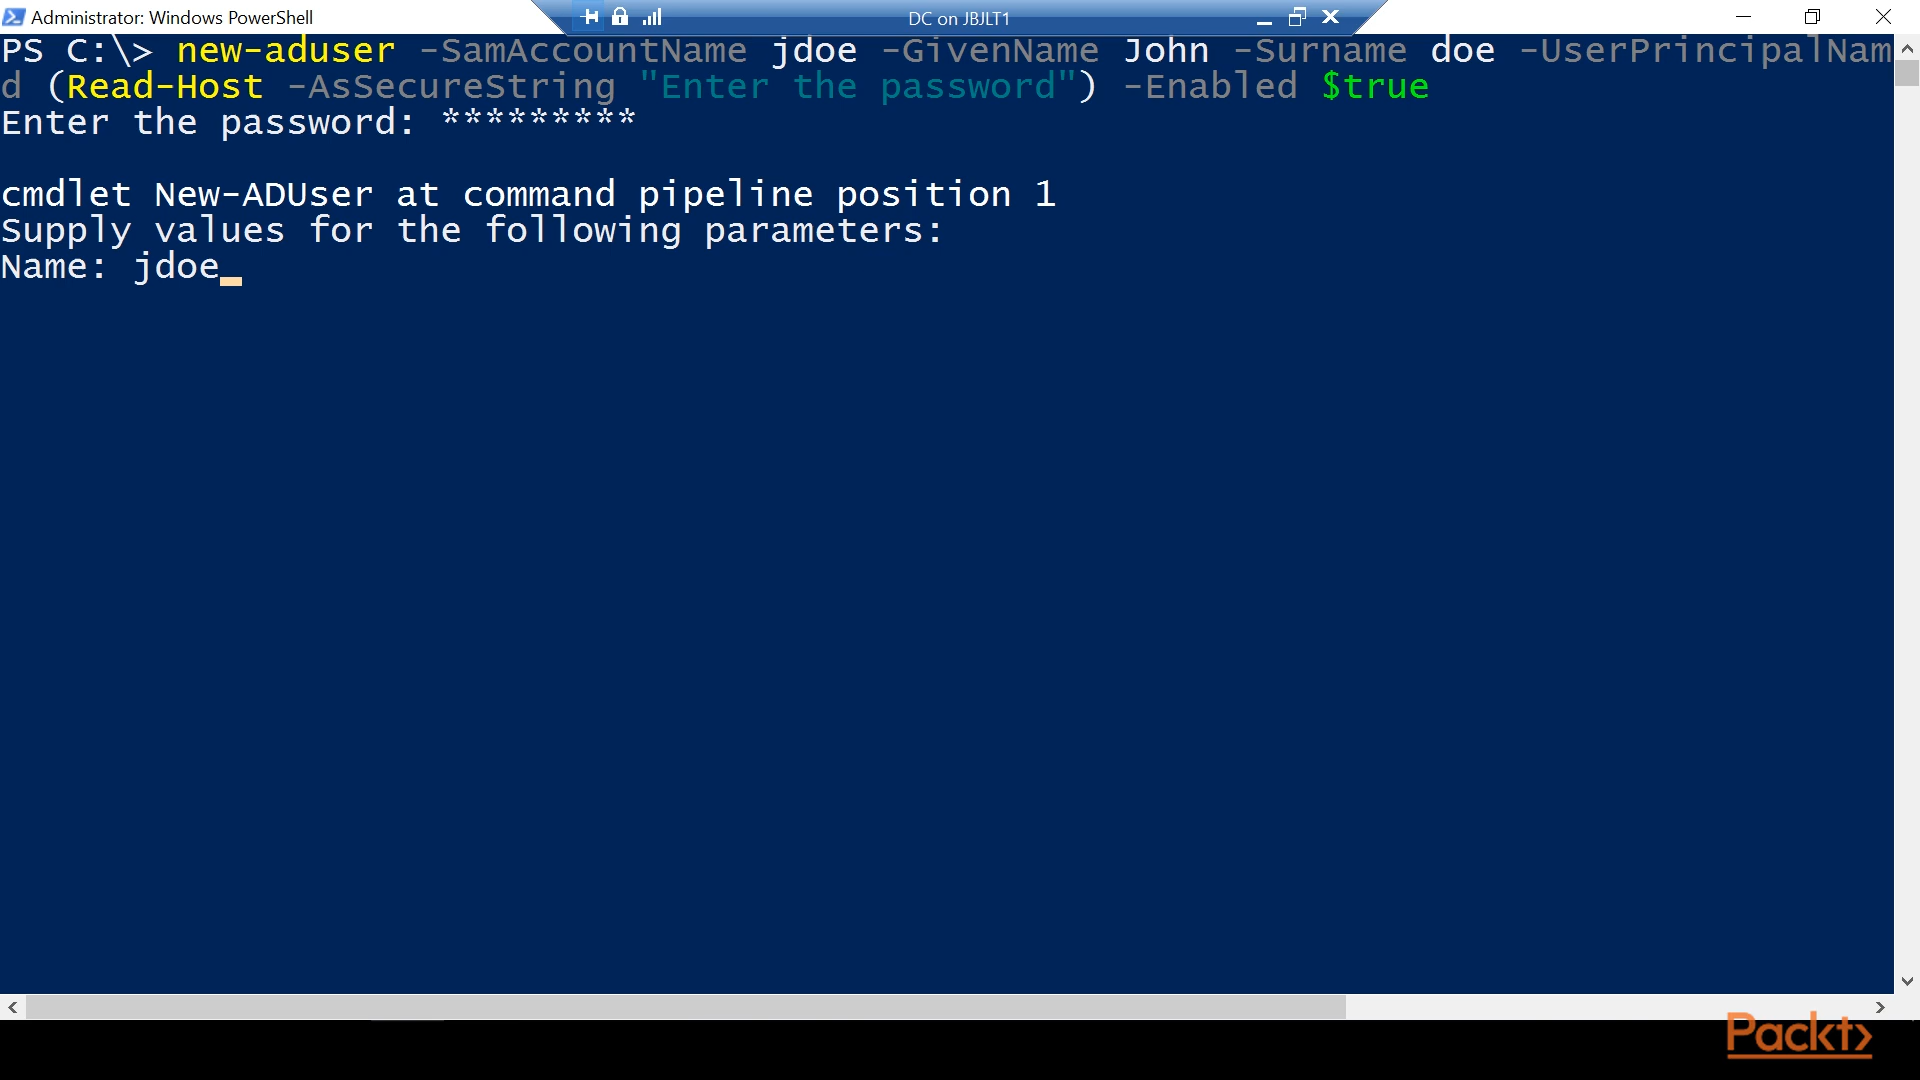 Administrator: Windows PowerShell
DC on JBJLT1
PS C:\> new-aduser -SamAccountName jdoe -GivenName John -Surname doe -UserPrincipalNam
d (Read-Host -AsSecureString "Enter the password") -Enabled $true
Enter the password: *********
cmdlet New-ADUser at command pipeline position 1
Supply values for the following parameters:
Name: jdoe_
Packt>